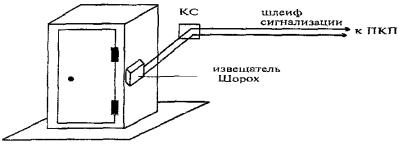 КС
шлейф
сигнализации
к ПКП
извещатель
Шорох